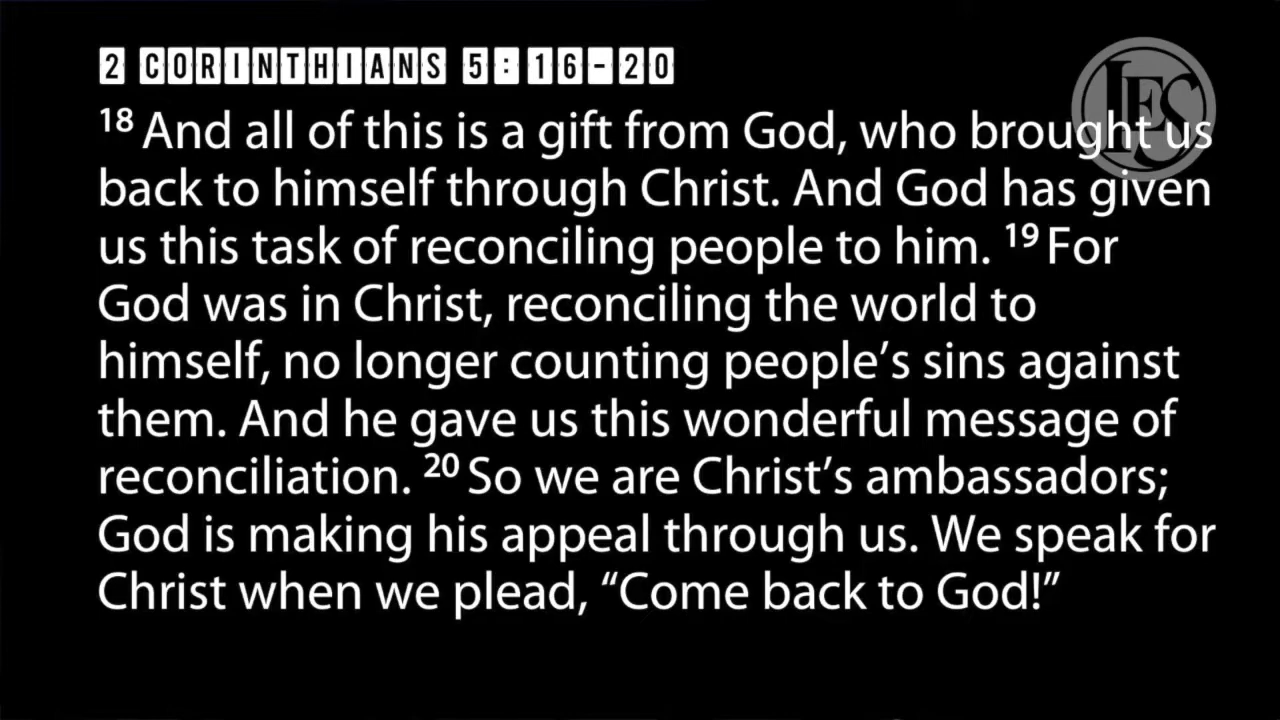 2 CORINTHIANS 5:16-20
IES
18 And all of this is a gift from God, who brought us
back to himself through Christ. And God has given
us this task of reconciling people to him. 19 For
God was in Christ, reconciling the world to
himself, no longer counting people’s sins against
them. And he gave us this wonderful message of
reconciliation. 20 So we are Christ’s ambassadors;
God is making his appeal through us. We speak for
Christ when we plead, “Come back to God!”